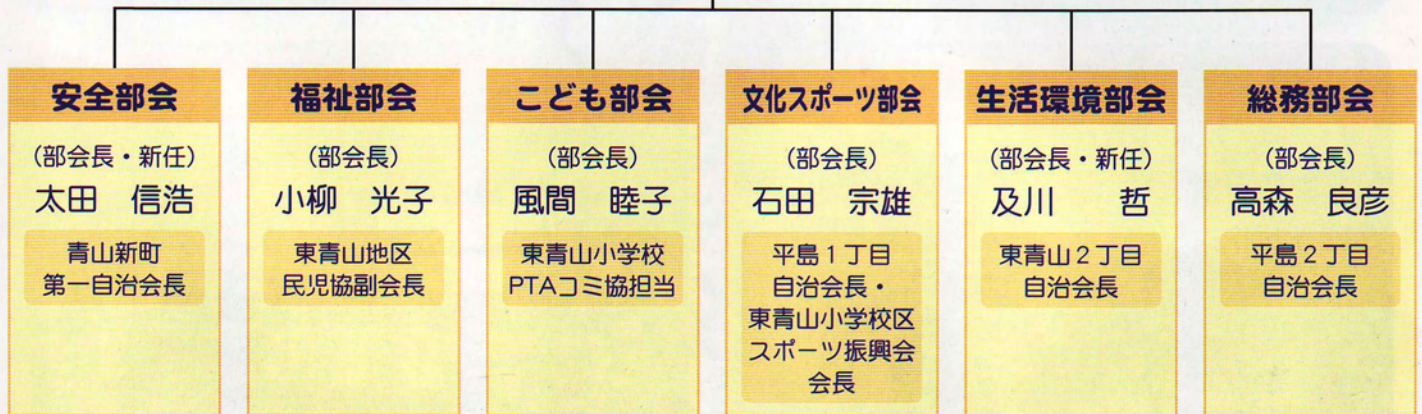 安全部会
(部会長・新任)
太田　信浩
青山新町
第一自治会長
福祉部会
(部会長)
小柳　光子
東青山地区
民児協副会長
こども部会
(部会長)
風間　睦子
東青山小学校
PTAコミ協担当
文化スポーツ部会
(部会長)
石田　宗雄
平島1丁目
自治会長・
東青山小学校区
スポーツ振興会
会長
生活環境部会
(部会長・新任)
及川　哲
東青山2丁目
自治会長
総務部会
(部会長)
高森　良彦
平島2丁目
自治会長